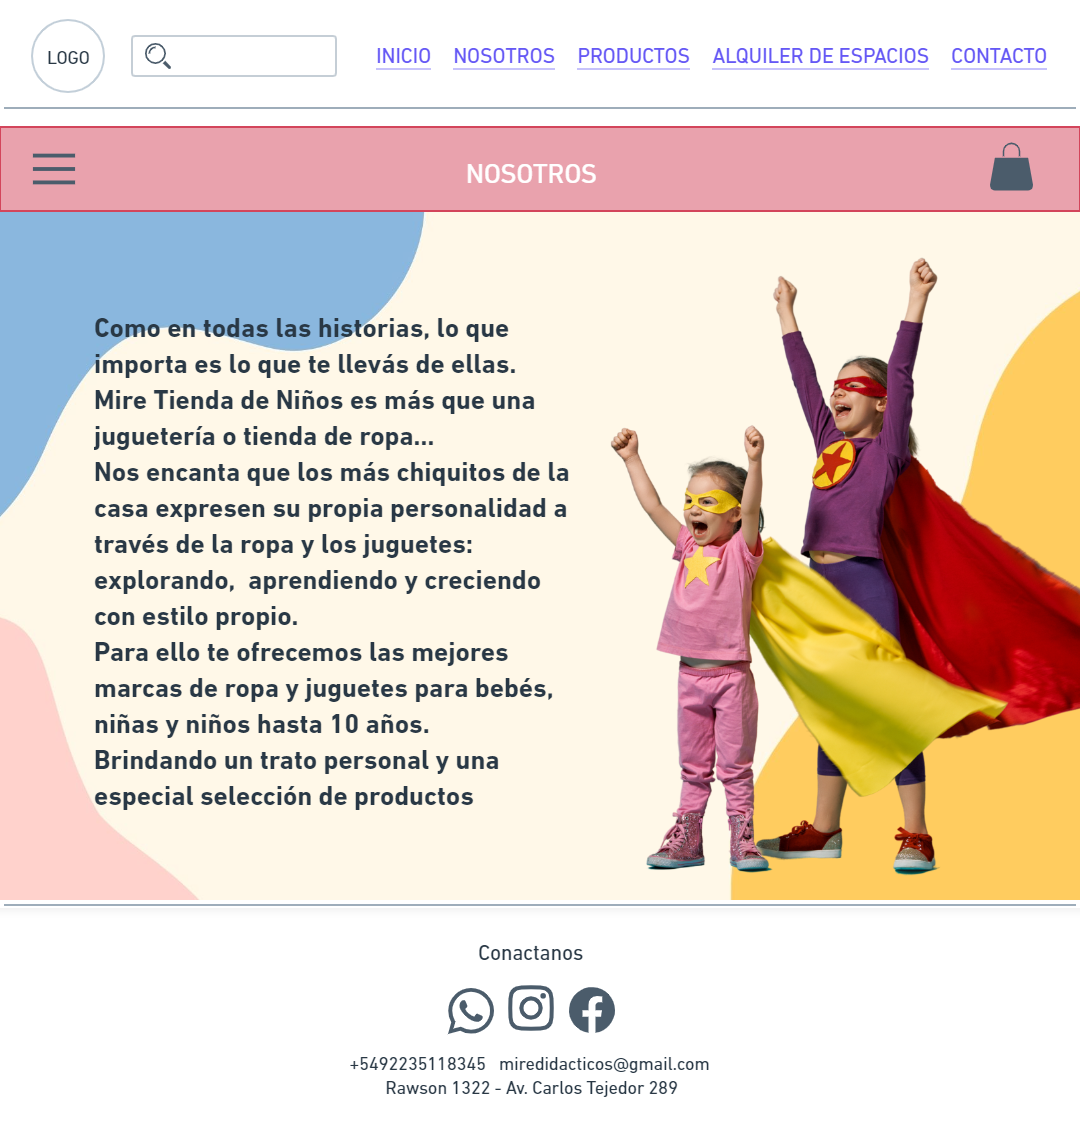 LOGO
INICIO NOSOTROS PRODUCTOS ALQUILER DE ESPACIOS CONTACTO
NOSOTROS
Como en todas las historias, lo que
importa es lo que te llevás de ellas.
Mire Tienda de Niños es más que una
juguetería o tienda de ropa...
Nos encanta que los más chiquitos de la
casa expresen su propia personalidad a
través de la ropa y los juguetes:
explorando,  aprendiendo y creciendo
con estilo propio.
Para ello te ofrecemos las mejores
marcas de ropa y juguetes para bebés,
niñas y niños hasta 10 años.
Brindando un trato personal y una
especial selección de productos
Conactanos
+5492235118345   miredidacticos@gmail.com
Rawson 1322 - Av. Carlos Tejedor 289